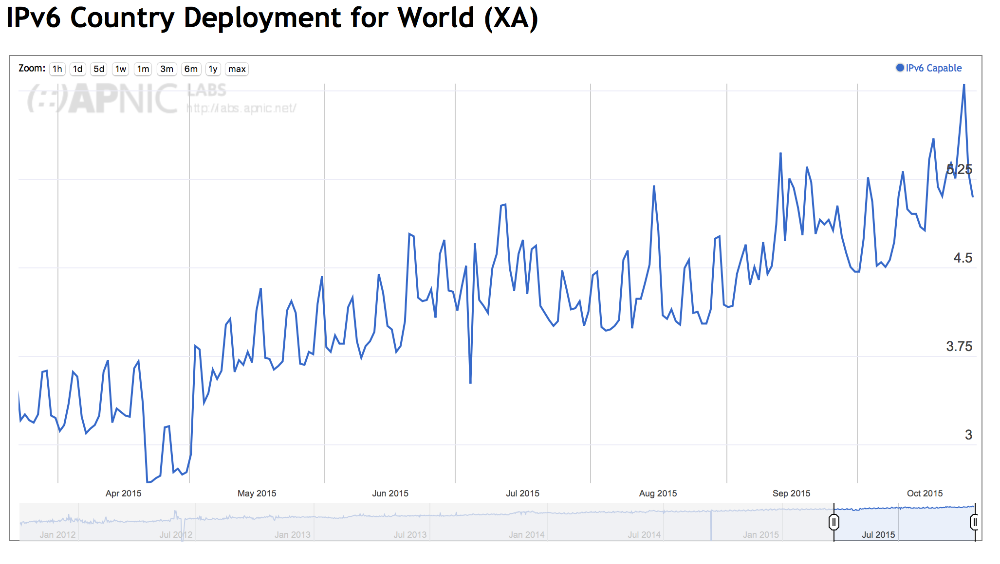 IPv6 Country Deployment for World (XA)
Zoom: 1h 1d 5d 1w 1m 3m 6m 1y max
IPv6 Capable
(::)APNIC LABS
http://labs.apnic.net/
5.25
4.5
3.75
3
Apr 2015 May 2015 Jun 2015 Jul 2015 Aug 2015 Sep 2015 Oct 2015
Jan 2012 Jul 2012 Jan 2013 Jul 2013 Jan 2014 Jul 2014 Jan 2015 Jul 2015